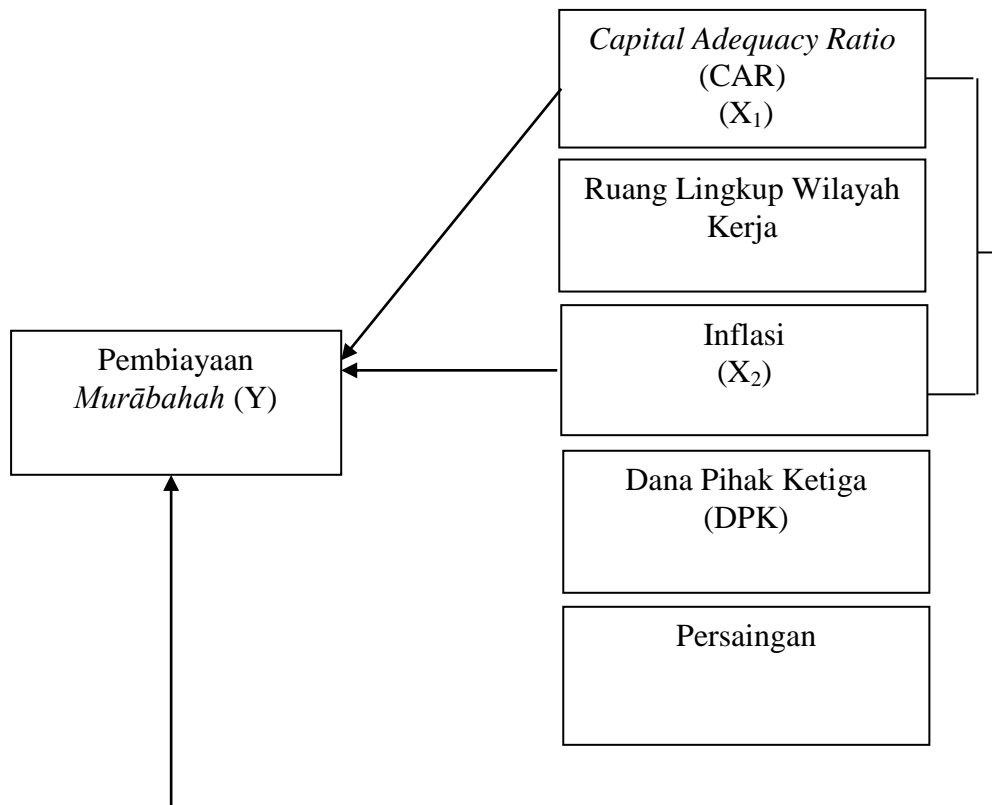 Capital Adequacy Ratio
(CAR)
(X₁)
Ruang Lingkup Wilayah
Kerja
Pembiayaan
Murābahah (Y)
Inflasi
(X₂)
Dana Pihak Ketiga
(DPK)
Persaingan